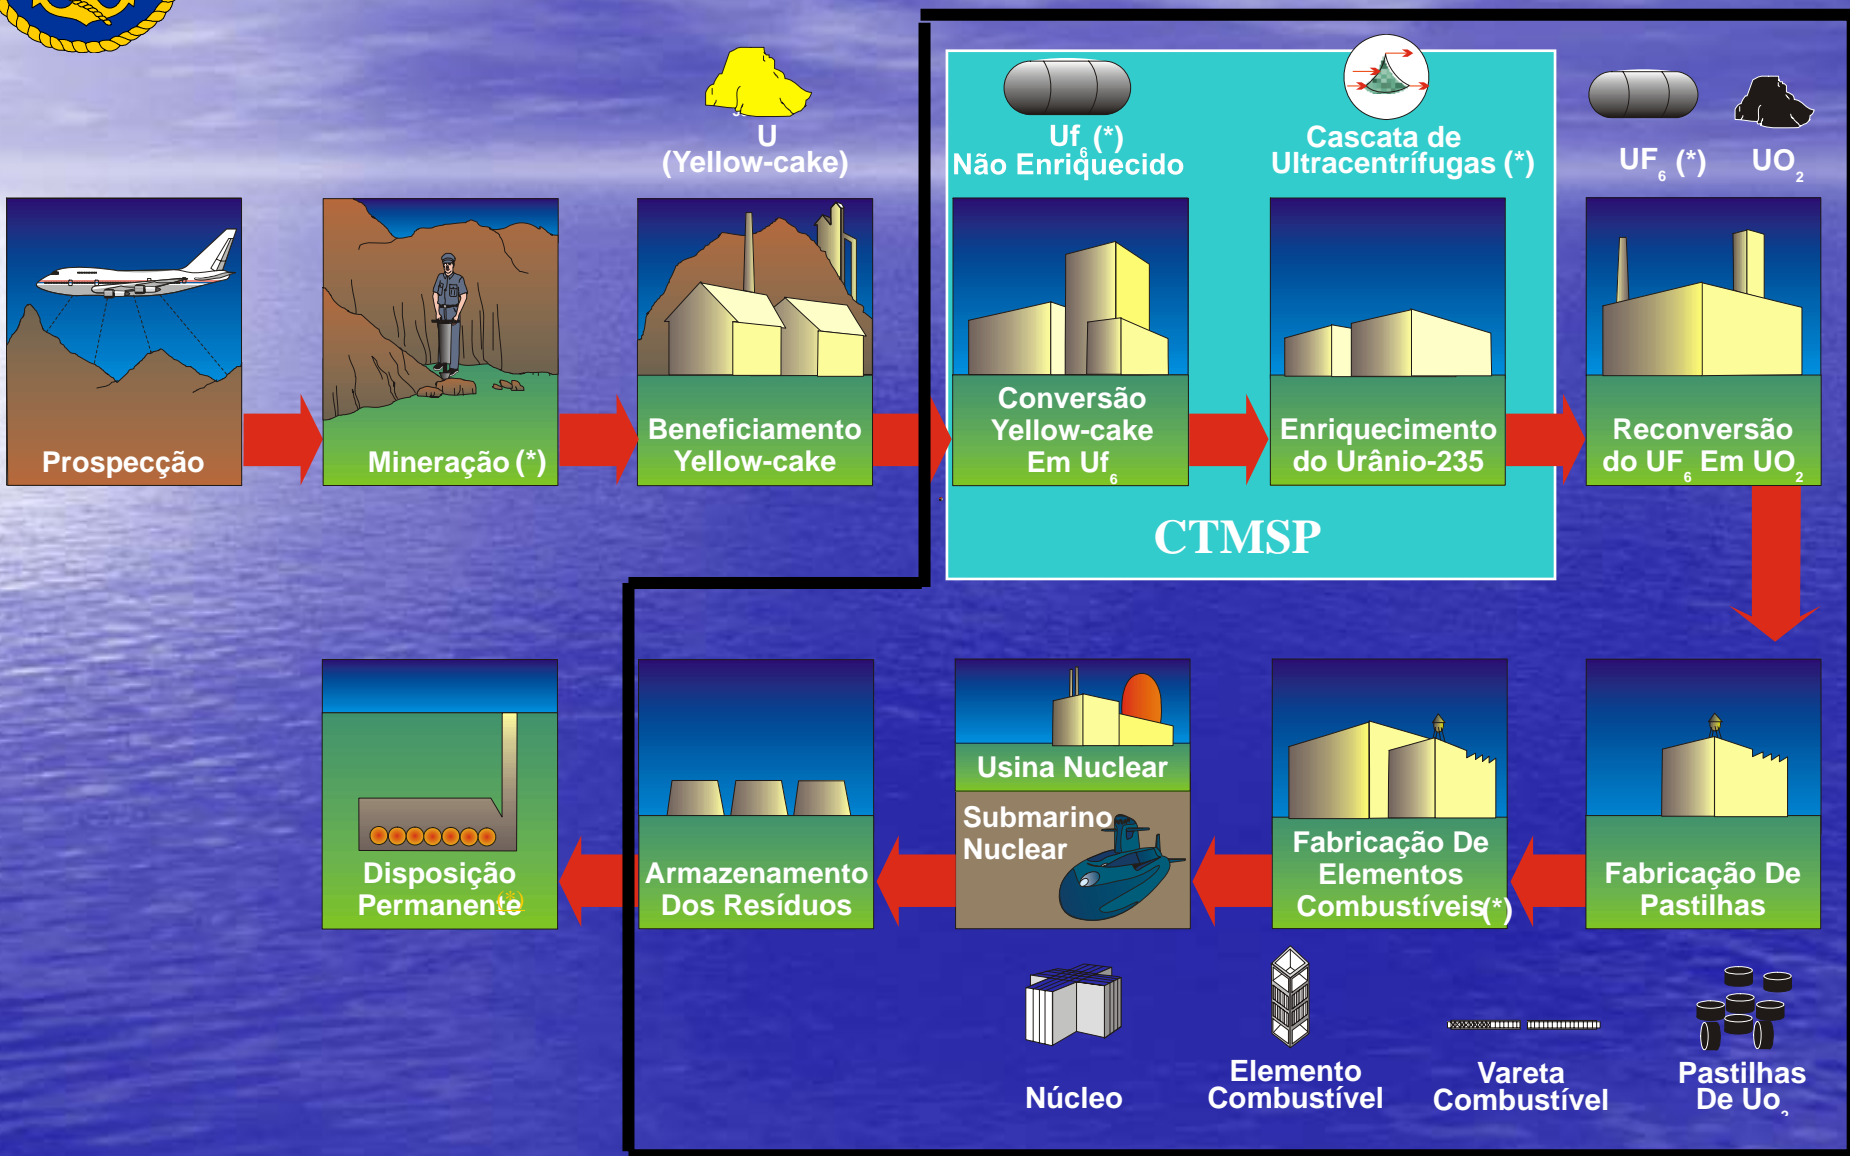 U
(Yellow-cake)
Uf6 (*)
Não Enriquecido
Cascata de
Ultracentrífugas (*)
UF6 (*)
UO2
Prospecção
Mineração (*)
Beneficiamento
Yellow-cake
Conversão
Yellow-cake
Em Uf6
Enriquecimento
do Urânio-235
Reconversão
do UF6 Em UO2
CTMSP
Disposição
Permanente
(*)
Armazenamento
Dos Resíduos
Usina Nuclear
Submarino
Nuclear
Fabricação De
Elementos
Combustíveis(*)
Fabricação De
Pastilhas
Núcleo
Elemento
Combustível
Vareta
Combustível
Pastilhas
De Uo2